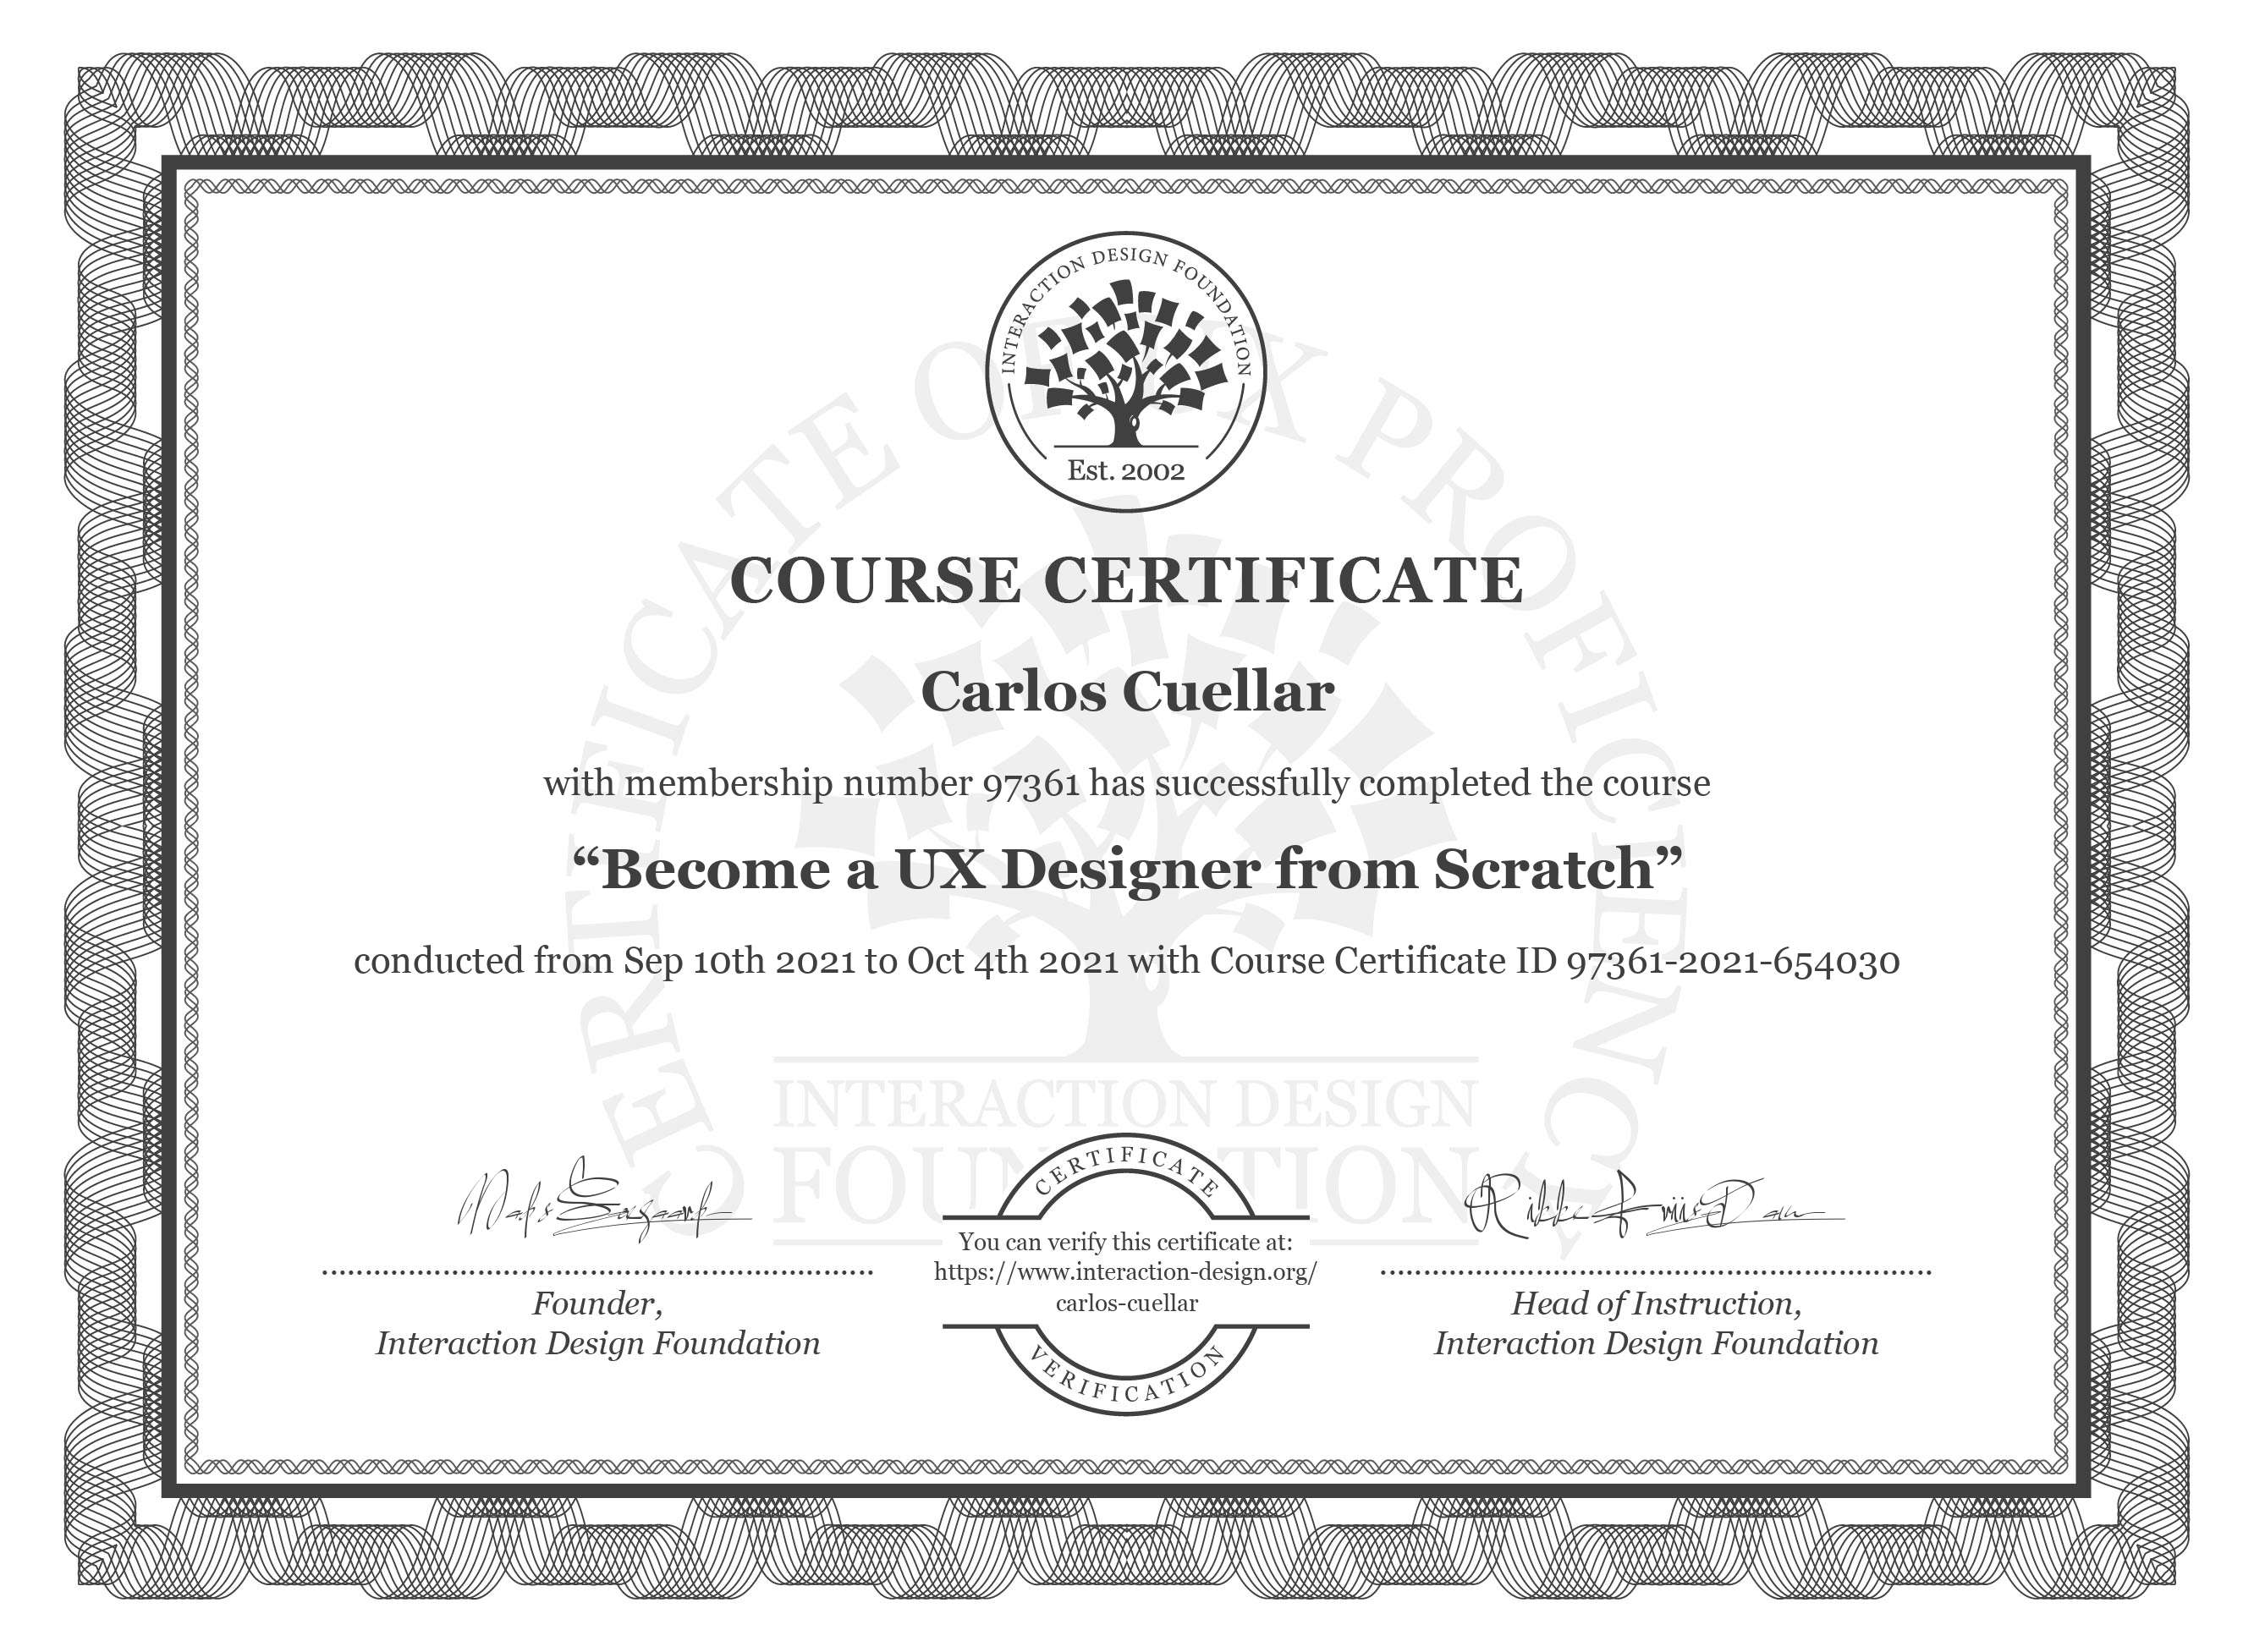 INTERACTION DESIGN FOUNDATION
Est. 2002
CERTIFICATE OF UX PROFICIENCY
COURSE CERTIFICATE
Carlos Cuellar
with membership number 97361 has successfully completed the course
“Become a UX Designer from Scratch”
conducted from Sep 10th 2021 to Oct 4th 2021 with Course Certificate ID 97361-2021-654030
INTERACTION DESIGN
FOUNDATION
Founder,
Interaction Design Foundation
CERTIFICATE
You can verify this certificate at:
https://www.interaction-design.org/
carlos-cuellar
VERIFICATION
Rikke Friis Dam
Head of Instruction,
Interaction Design Foundation